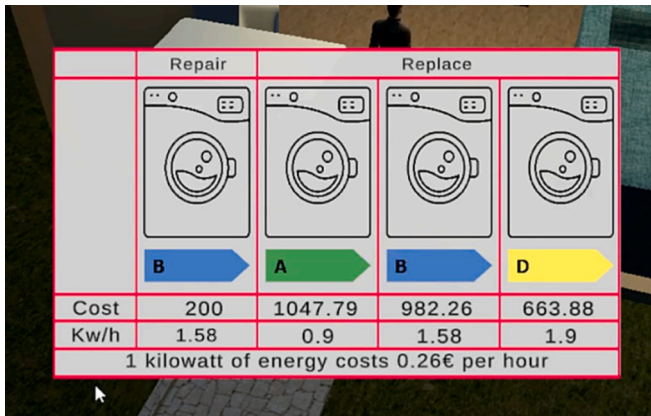 Repair Replace
B A B D
Cost 200 1047.79 982.26 663.88
Kw/h 1.58 0.9 1.58 1.9
1 kilowatt of energy costs 0.26€ per hour